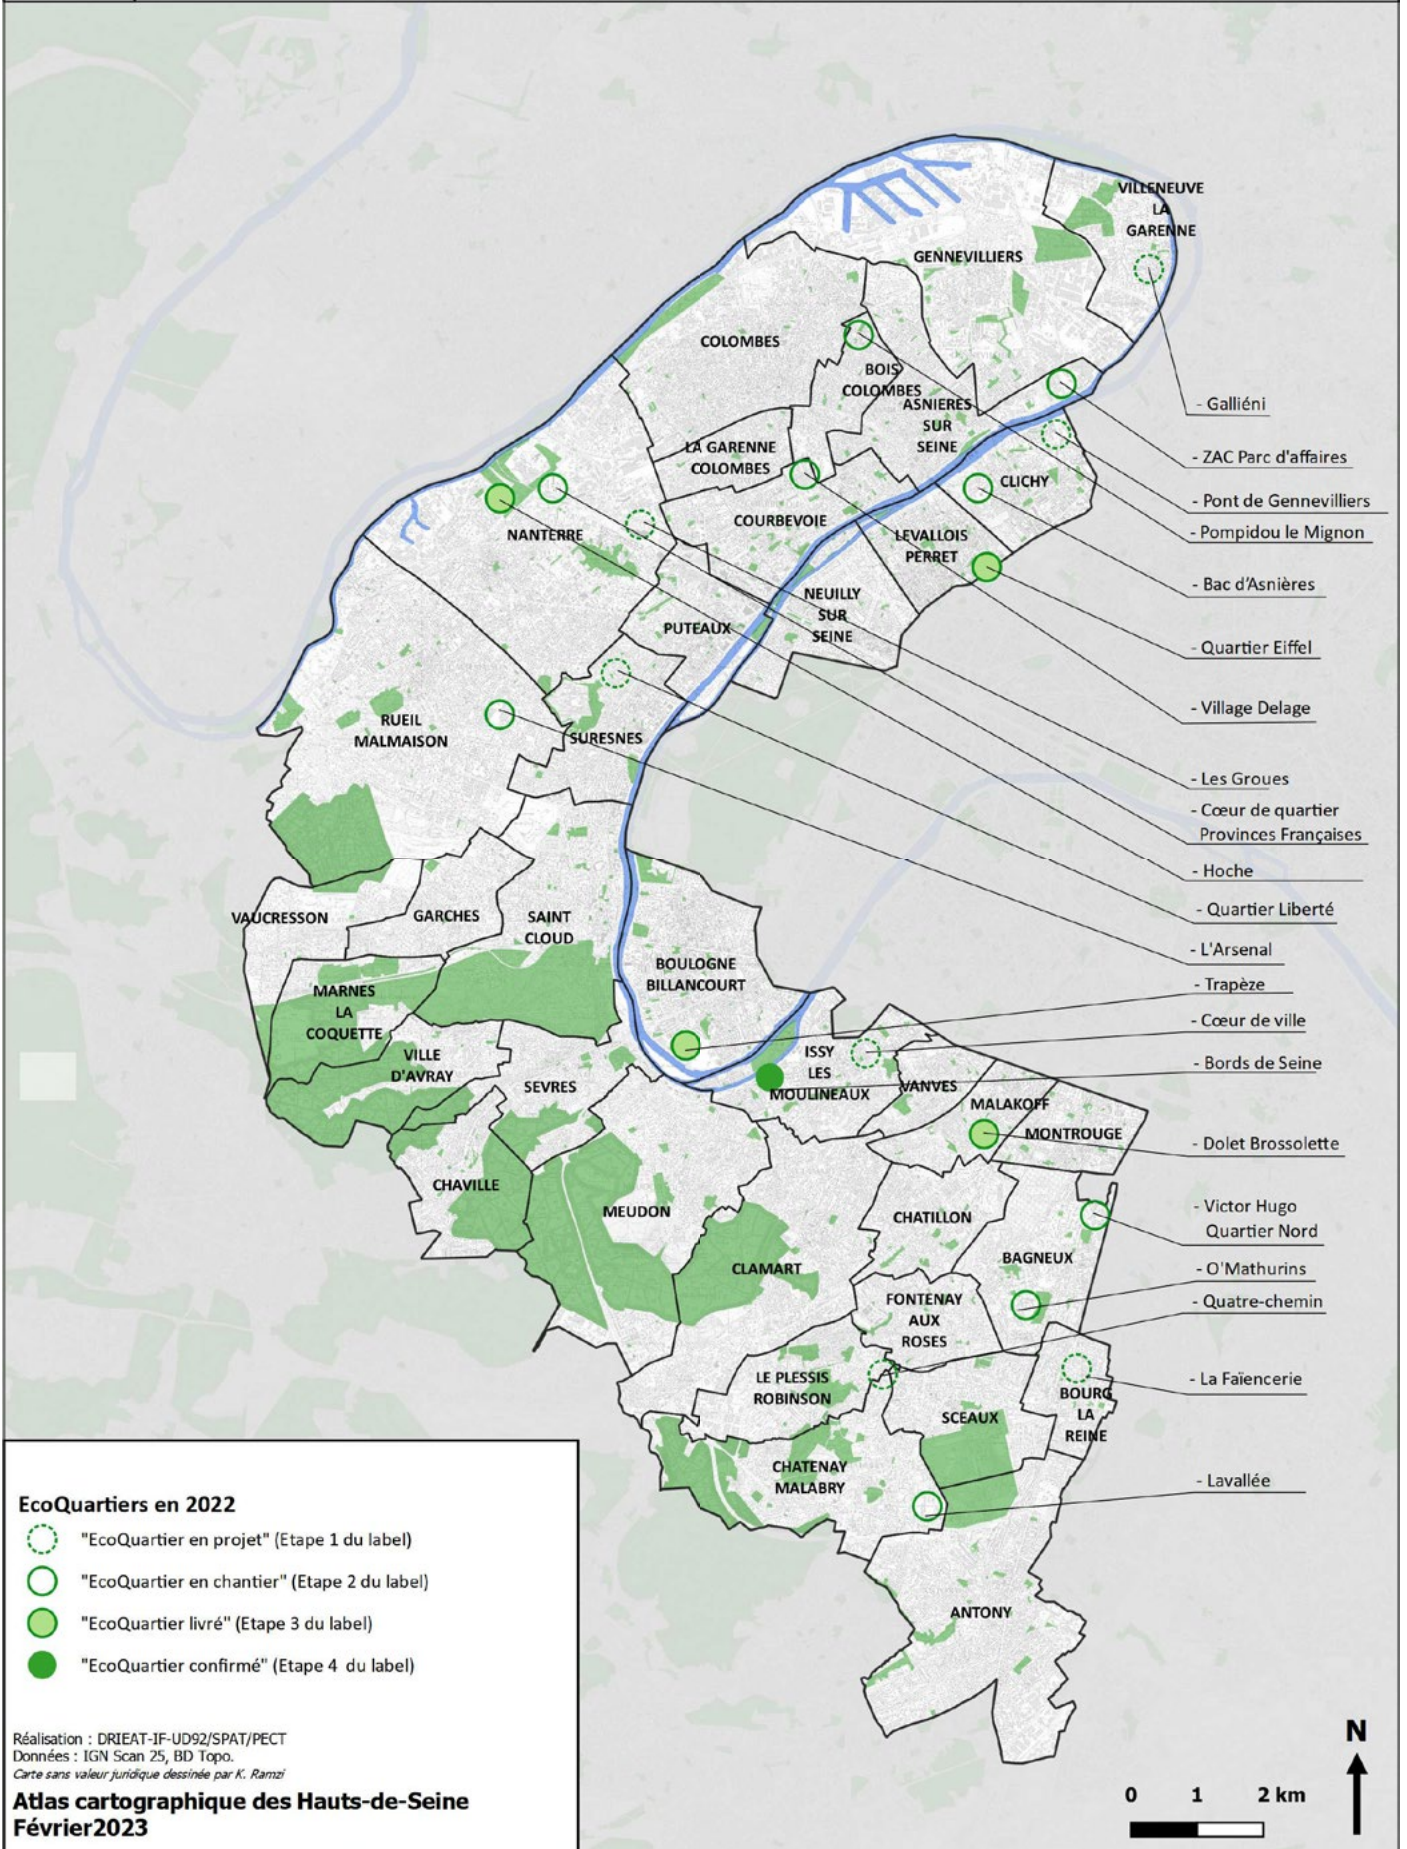 VILLENEUVE
LA
GARENNE
GENNEVILLIERS
COLOMBES
BOIS
COLOMBES
ASNIERES
SUR
SEINE
LA GARENNE
COLOMBES
CLICHY
COURBEVOIE
NANTERRE
LEVALLOIS
PERRET
NEUILLY
SUR
SEINE
PUTEAUX
RUEIL
MALMAISON
SURESNES
VAUCRESSON
GARCHES
SAINT
CLOUD
BOULOGNE
BILLANCOURT
MARNES
LA
COQUETTE
VILLE
D'AVRAY
SEVRES
ISSY
LES
MOULINEAUX
VANVES
MALAKOFF
MONTROUGE
CHAVILLE
MEUDON
CHATILLON
BAGNEUX
CLAMART
FONTENAY
AUX
ROSES
LE PLESSIS
ROBINSON
SCEAUX
BOURG
LA
REINE
CHATENAY
MALABRY
ANTONY
- Galliéni
- ZAC Parc d'affaires
- Pont de Gennevilliers
- Pompidou le Mignon
- Bac d'Asnières
- Quartier Eiffel
- Village Delage
- Les Groues
- Cœur de quartier
Provinces Françaises
- Hoche
- Quartier Liberté
- L'Arsenal
- Trapèze
- Cœur de ville
- Bords de Seine
- Dolet Brossolette
- Victor Hugo
Quartier Nord
- O'Mathurins
- Quatre-chemin
- La Faïencerie
- Lavallée
EcoQuartiers en 2022
"EcoQuartier en projet" (Etape 1 du label)
"EcoQuartier en chantier" (Etape 2 du label)
"EcoQuartier livré" (Etape 3 du label)
"EcoQuartier confirmé" (Etape 4 du label)
Réalisation : DRIEAT-IF-UD92/SPAT/PECT
Données : IGN Scan 25, BD Topo.
Carte sans valeur juridique dessinée par K. Ramzi
Atlas cartographique des Hauts-de-Seine
Février2023
N
0 1 2 km